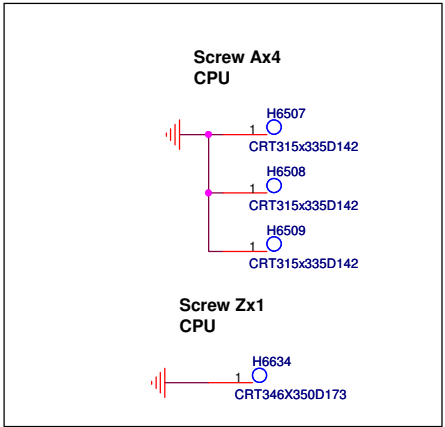 Screw Ax4
CPU
H6507
1
CRT315x335D142
H6508
1
CRT315x335D142
H6509
1
CRT315x335D142
Screw Zx1
CPU
H6634
1
CRT346X350D173